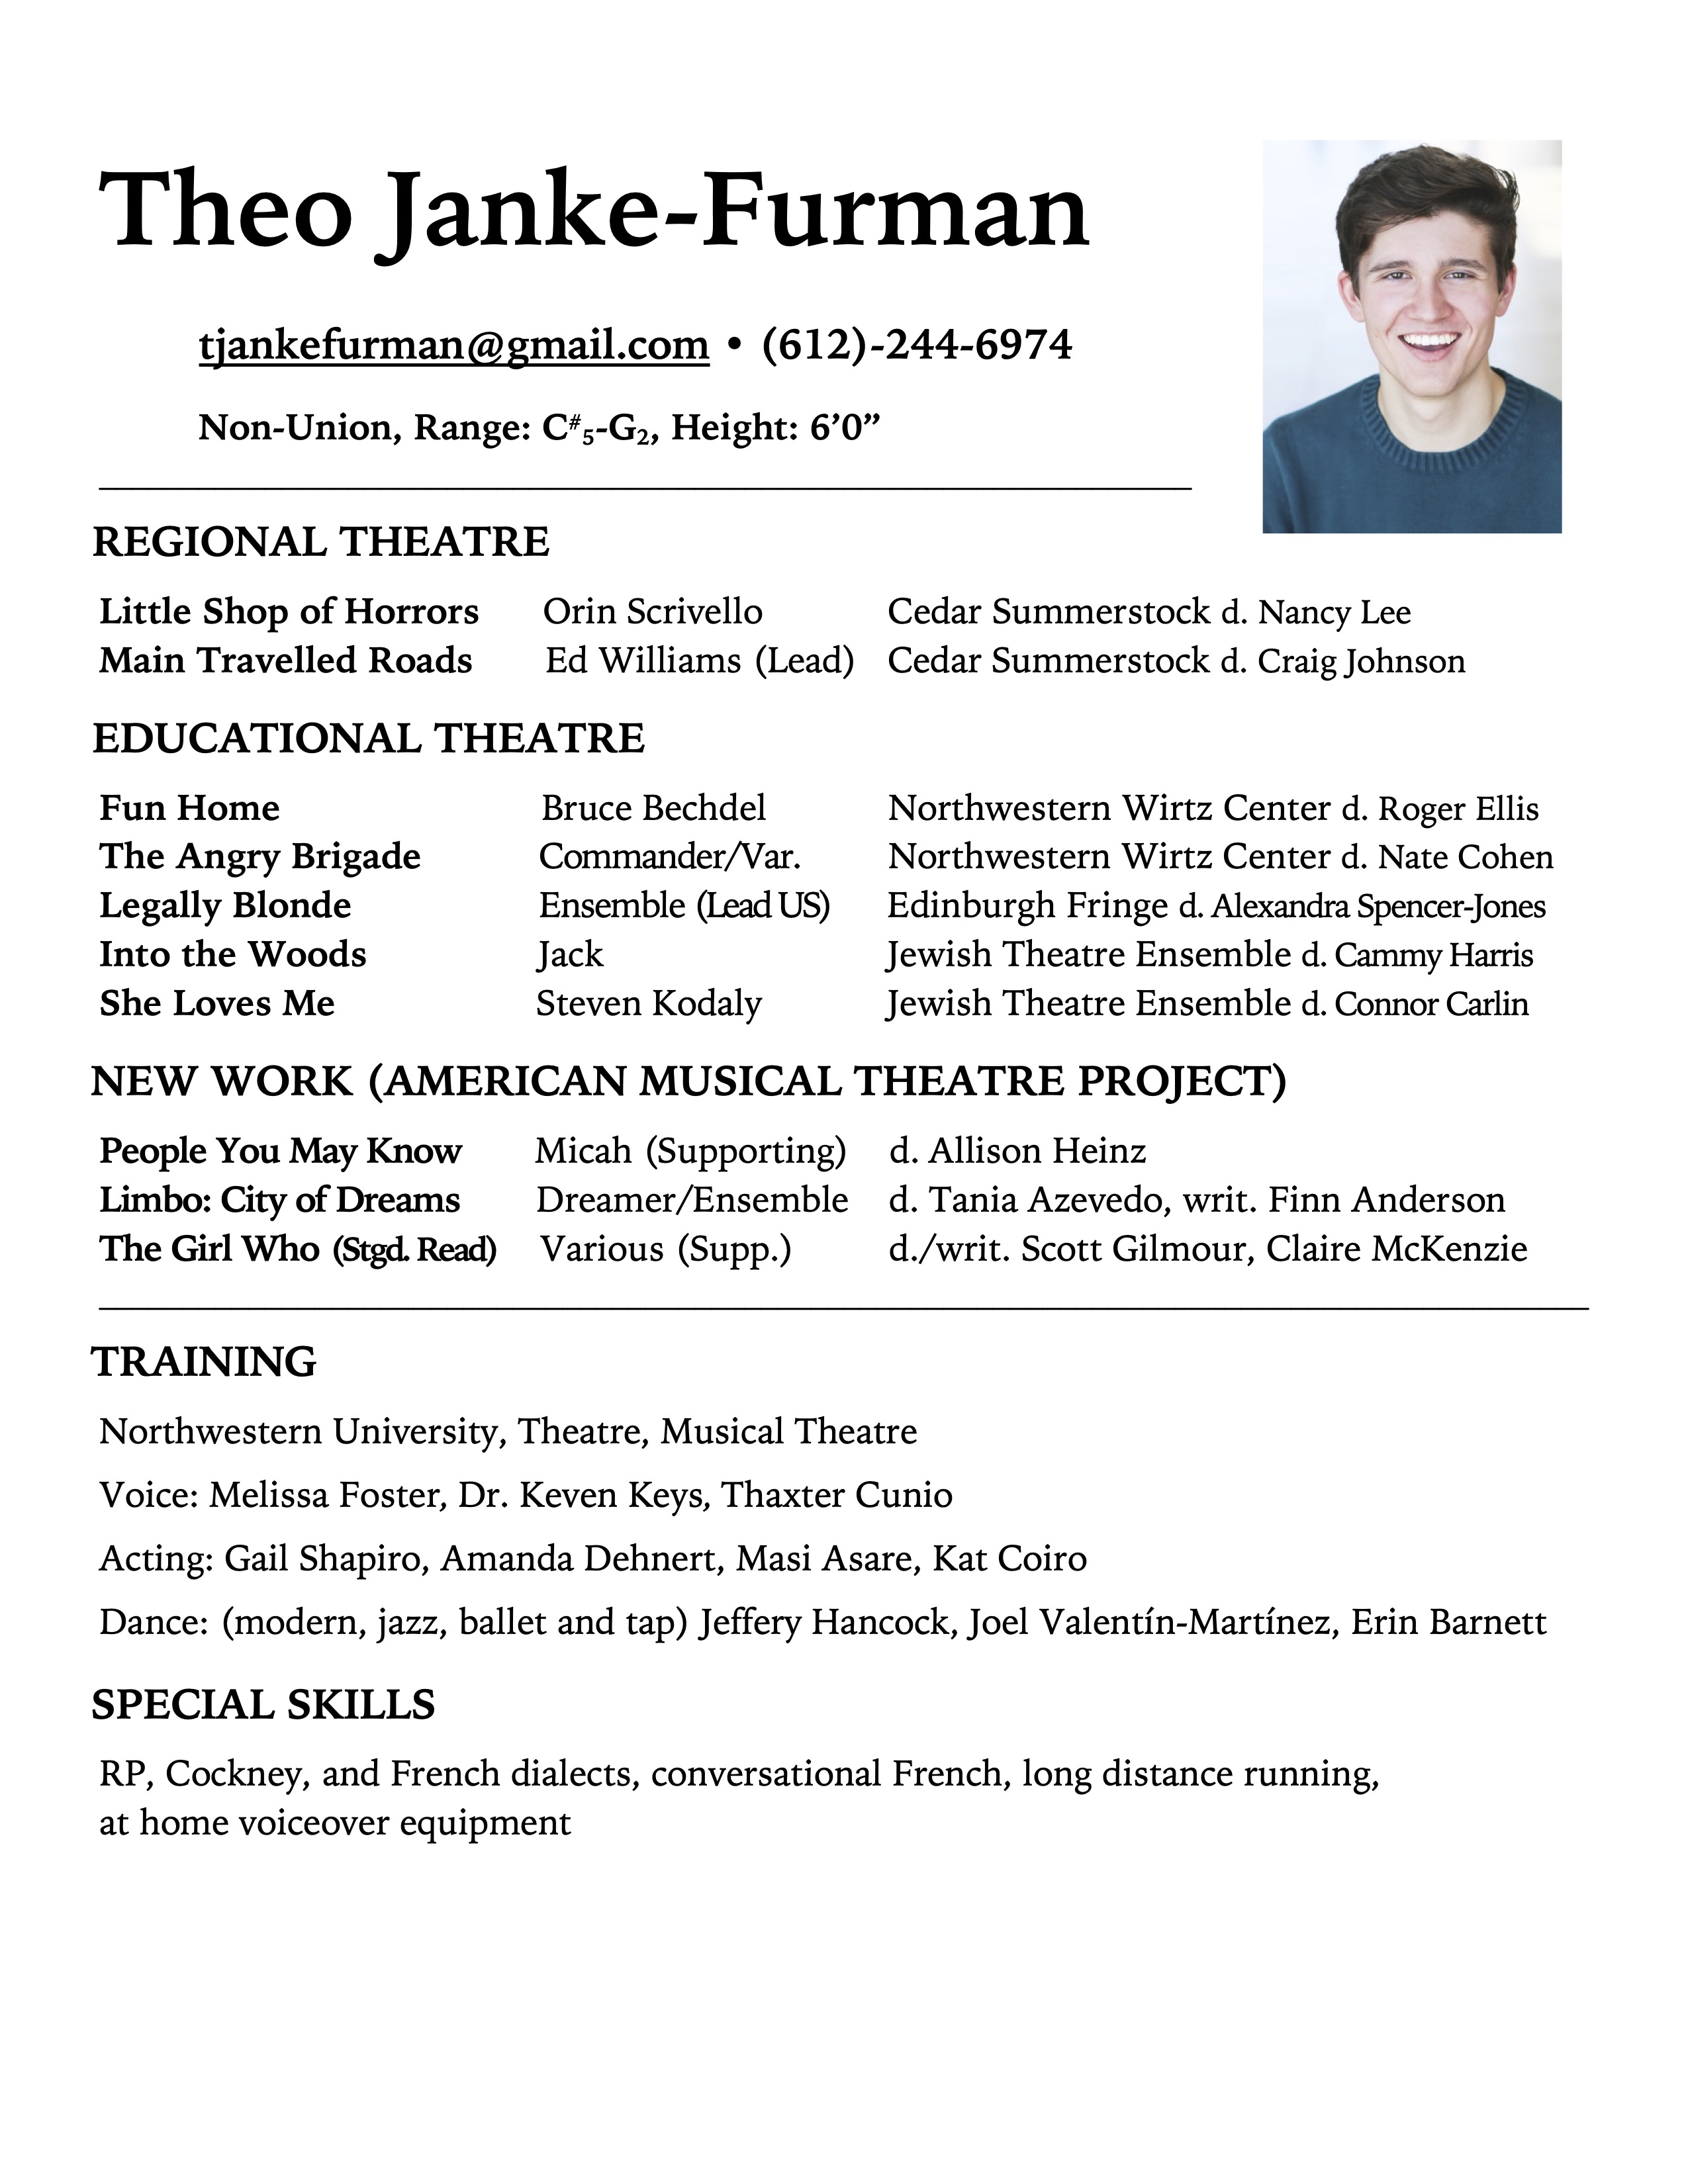 Theo Janke-Furman
tjankefurman@gmail.com • (612)-244-6974
Non-Union, Range: C#5-G2, Height: 6’0”
REGIONAL THEATRE
Little Shop of Horrors Orin Scrivello Cedar Summerstock d. Nancy Lee
Main Travelled Roads Ed Williams (Lead) Cedar Summerstock d. Craig Johnson
EDUCATIONAL THEATRE
Fun Home Bruce Bechdel Northwestern Wirtz Center d. Roger Ellis
The Angry Brigade Commander/Var. Northwestern Wirtz Center d. Nate Cohen
Legally Blonde Ensemble (Lead US) Edinburgh Fringe d. Alexandra Spencer-Jones
Into the Woods Jack Jewish Theatre Ensemble d. Cammy Harris
She Loves Me Steven Kodaly Jewish Theatre Ensemble d. Connor Carlin
NEW WORK (AMERICAN MUSICAL THEATRE PROJECT)
People You May Know Micah (Supporting) d. Allison Heinz
Limbo: City of Dreams Dreamer/Ensemble d. Tania Azevedo, writ. Finn Anderson
The Girl Who (Stgd. Read) Various (Supp.) d./writ. Scott Gilmour, Claire McKenzie
TRAINING
Northwestern University, Theatre, Musical Theatre
Voice: Melissa Foster, Dr. Keven Keys, Thaxter Cunio
Acting: Gail Shapiro, Amanda Dehnert, Masi Asare, Kat Coiro
Dance: (modern, jazz, ballet and tap) Jeffery Hancock, Joel Valentín-Martínez, Erin Barnett
SPECIAL SKILLS
RP, Cockney, and French dialects, conversational French, long distance running,
at home voiceover equipment